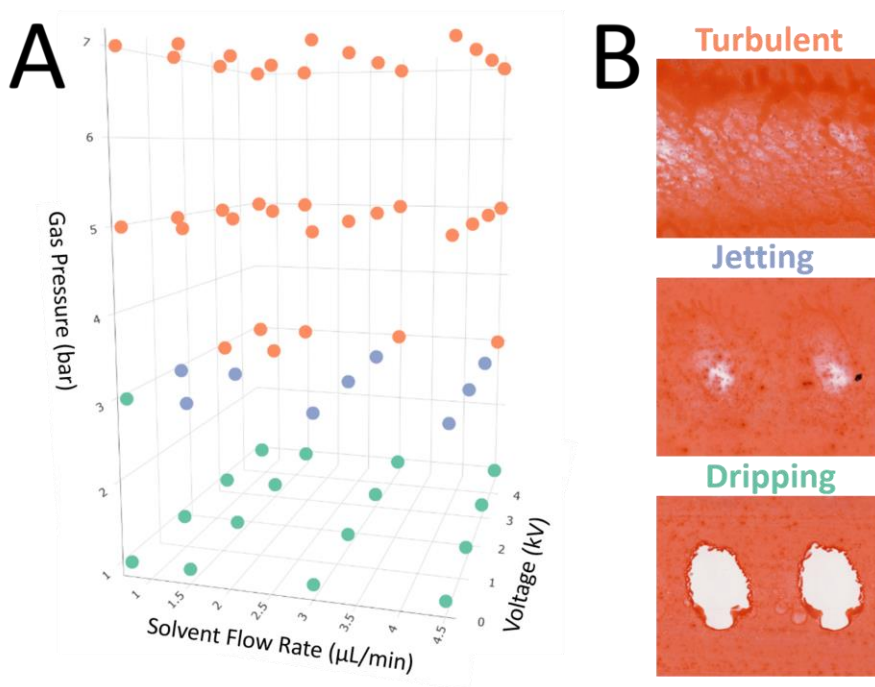 A
7
6
5
4
3
2
1
Gas Pressure (bar)
1
1.5
2
2.5
3
3.5
4
4.5
Solvent Flow Rate (µL/min)
0
1
2
3
4
Voltage (kV)
B
Turbulent
Jetting
Dripping